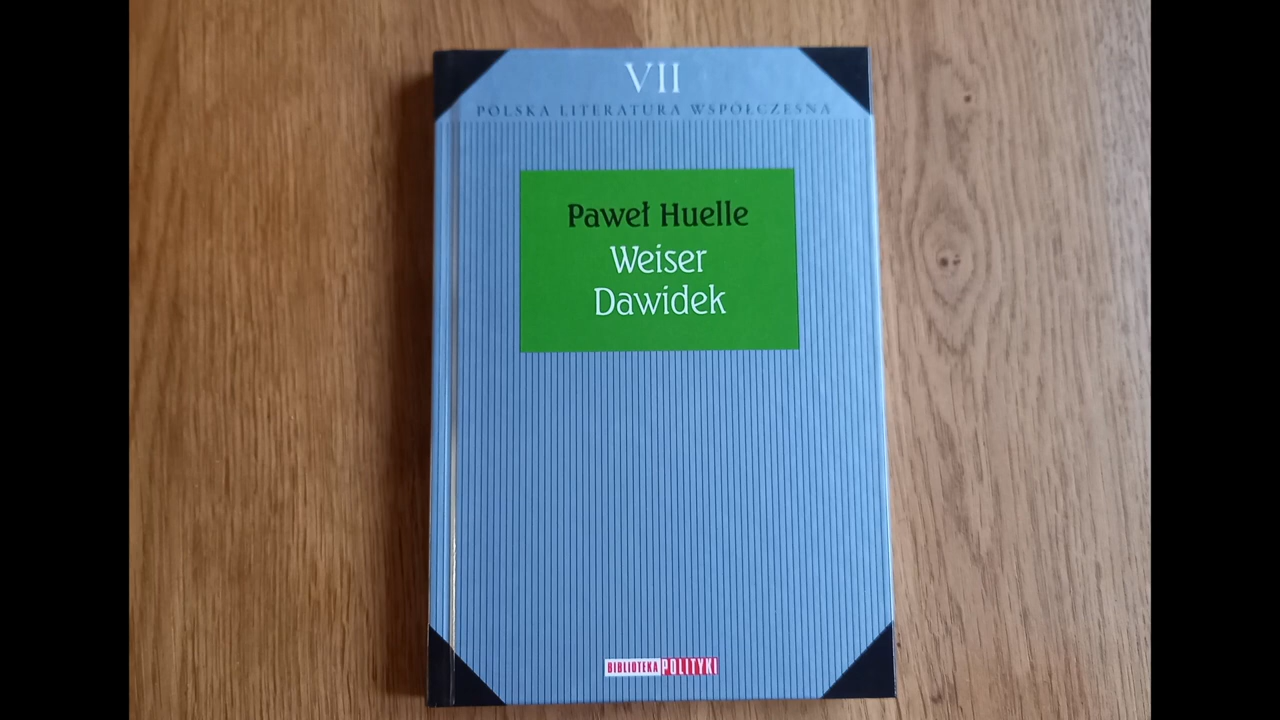 VII
POLSKA LITERATURA WSPÓŁCZESNA
Paweł Huelle
Weiser
Dawidek
BIBLIOTEKA POLITYKI